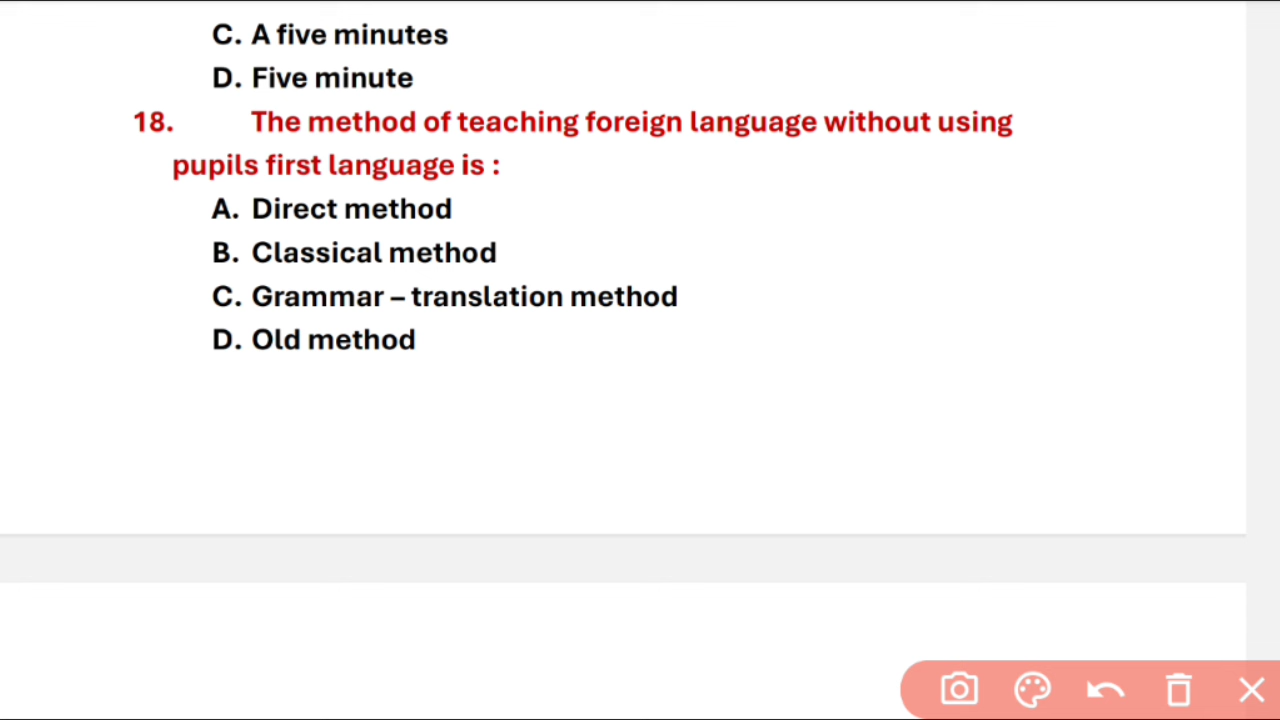 C. A five minutes
D. Five minute
18. The method of teaching foreign language without using
pupils first language is :
A. Direct method
B. Classical method
C. Grammar – translation method
D. Old method